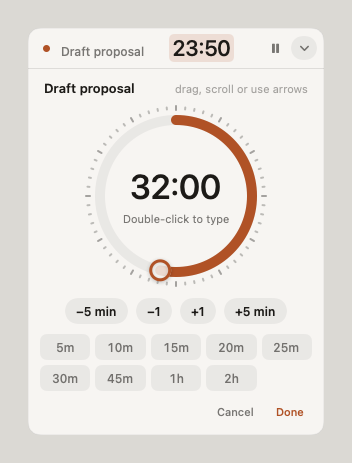 Draft proposal 23:50
Draft proposal drag, scroll or use arrows
32:00
Double-click to type
−5 min −1 +1 +5 min
5m 10m 15m 20m 25m
30m 45m 1h 2h
Cancel Done